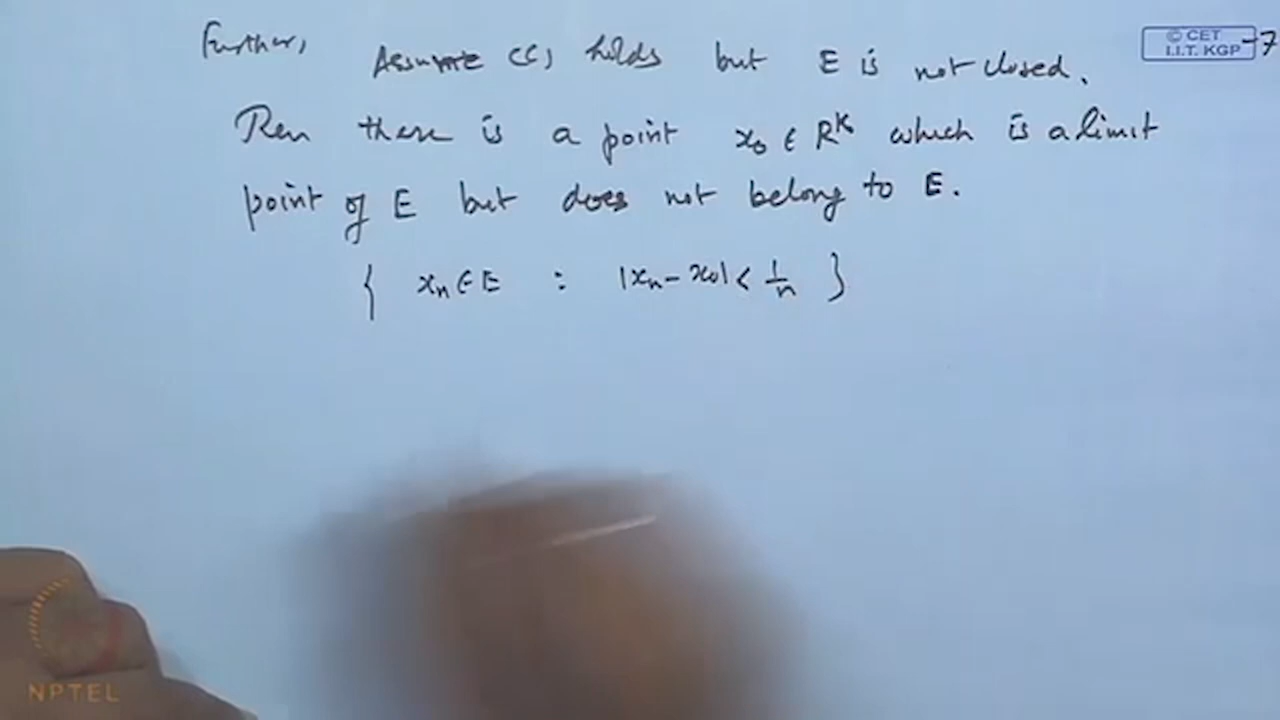 Further, Assume (C) holds but E is not closed.
Then there is a point x₀ ∈ Rᵏ which is a limit
point of E but does not belong to E.
{ xₙ ∈ E : |xₙ - x₀| < 1/n }
© CET
I.I.T. KGP
-7
NPTEL